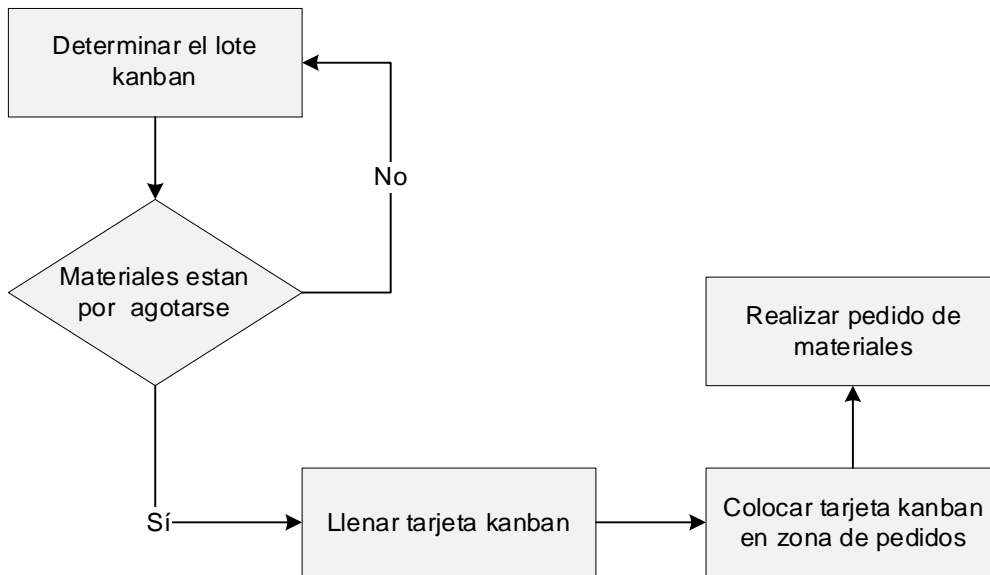 Determinar el lote
kanban
No
Materiales estan
por  agotarse
Realizar pedido de
materiales
Sí
Llenar tarjeta kanban
Colocar tarjeta kanban
en zona de pedidos